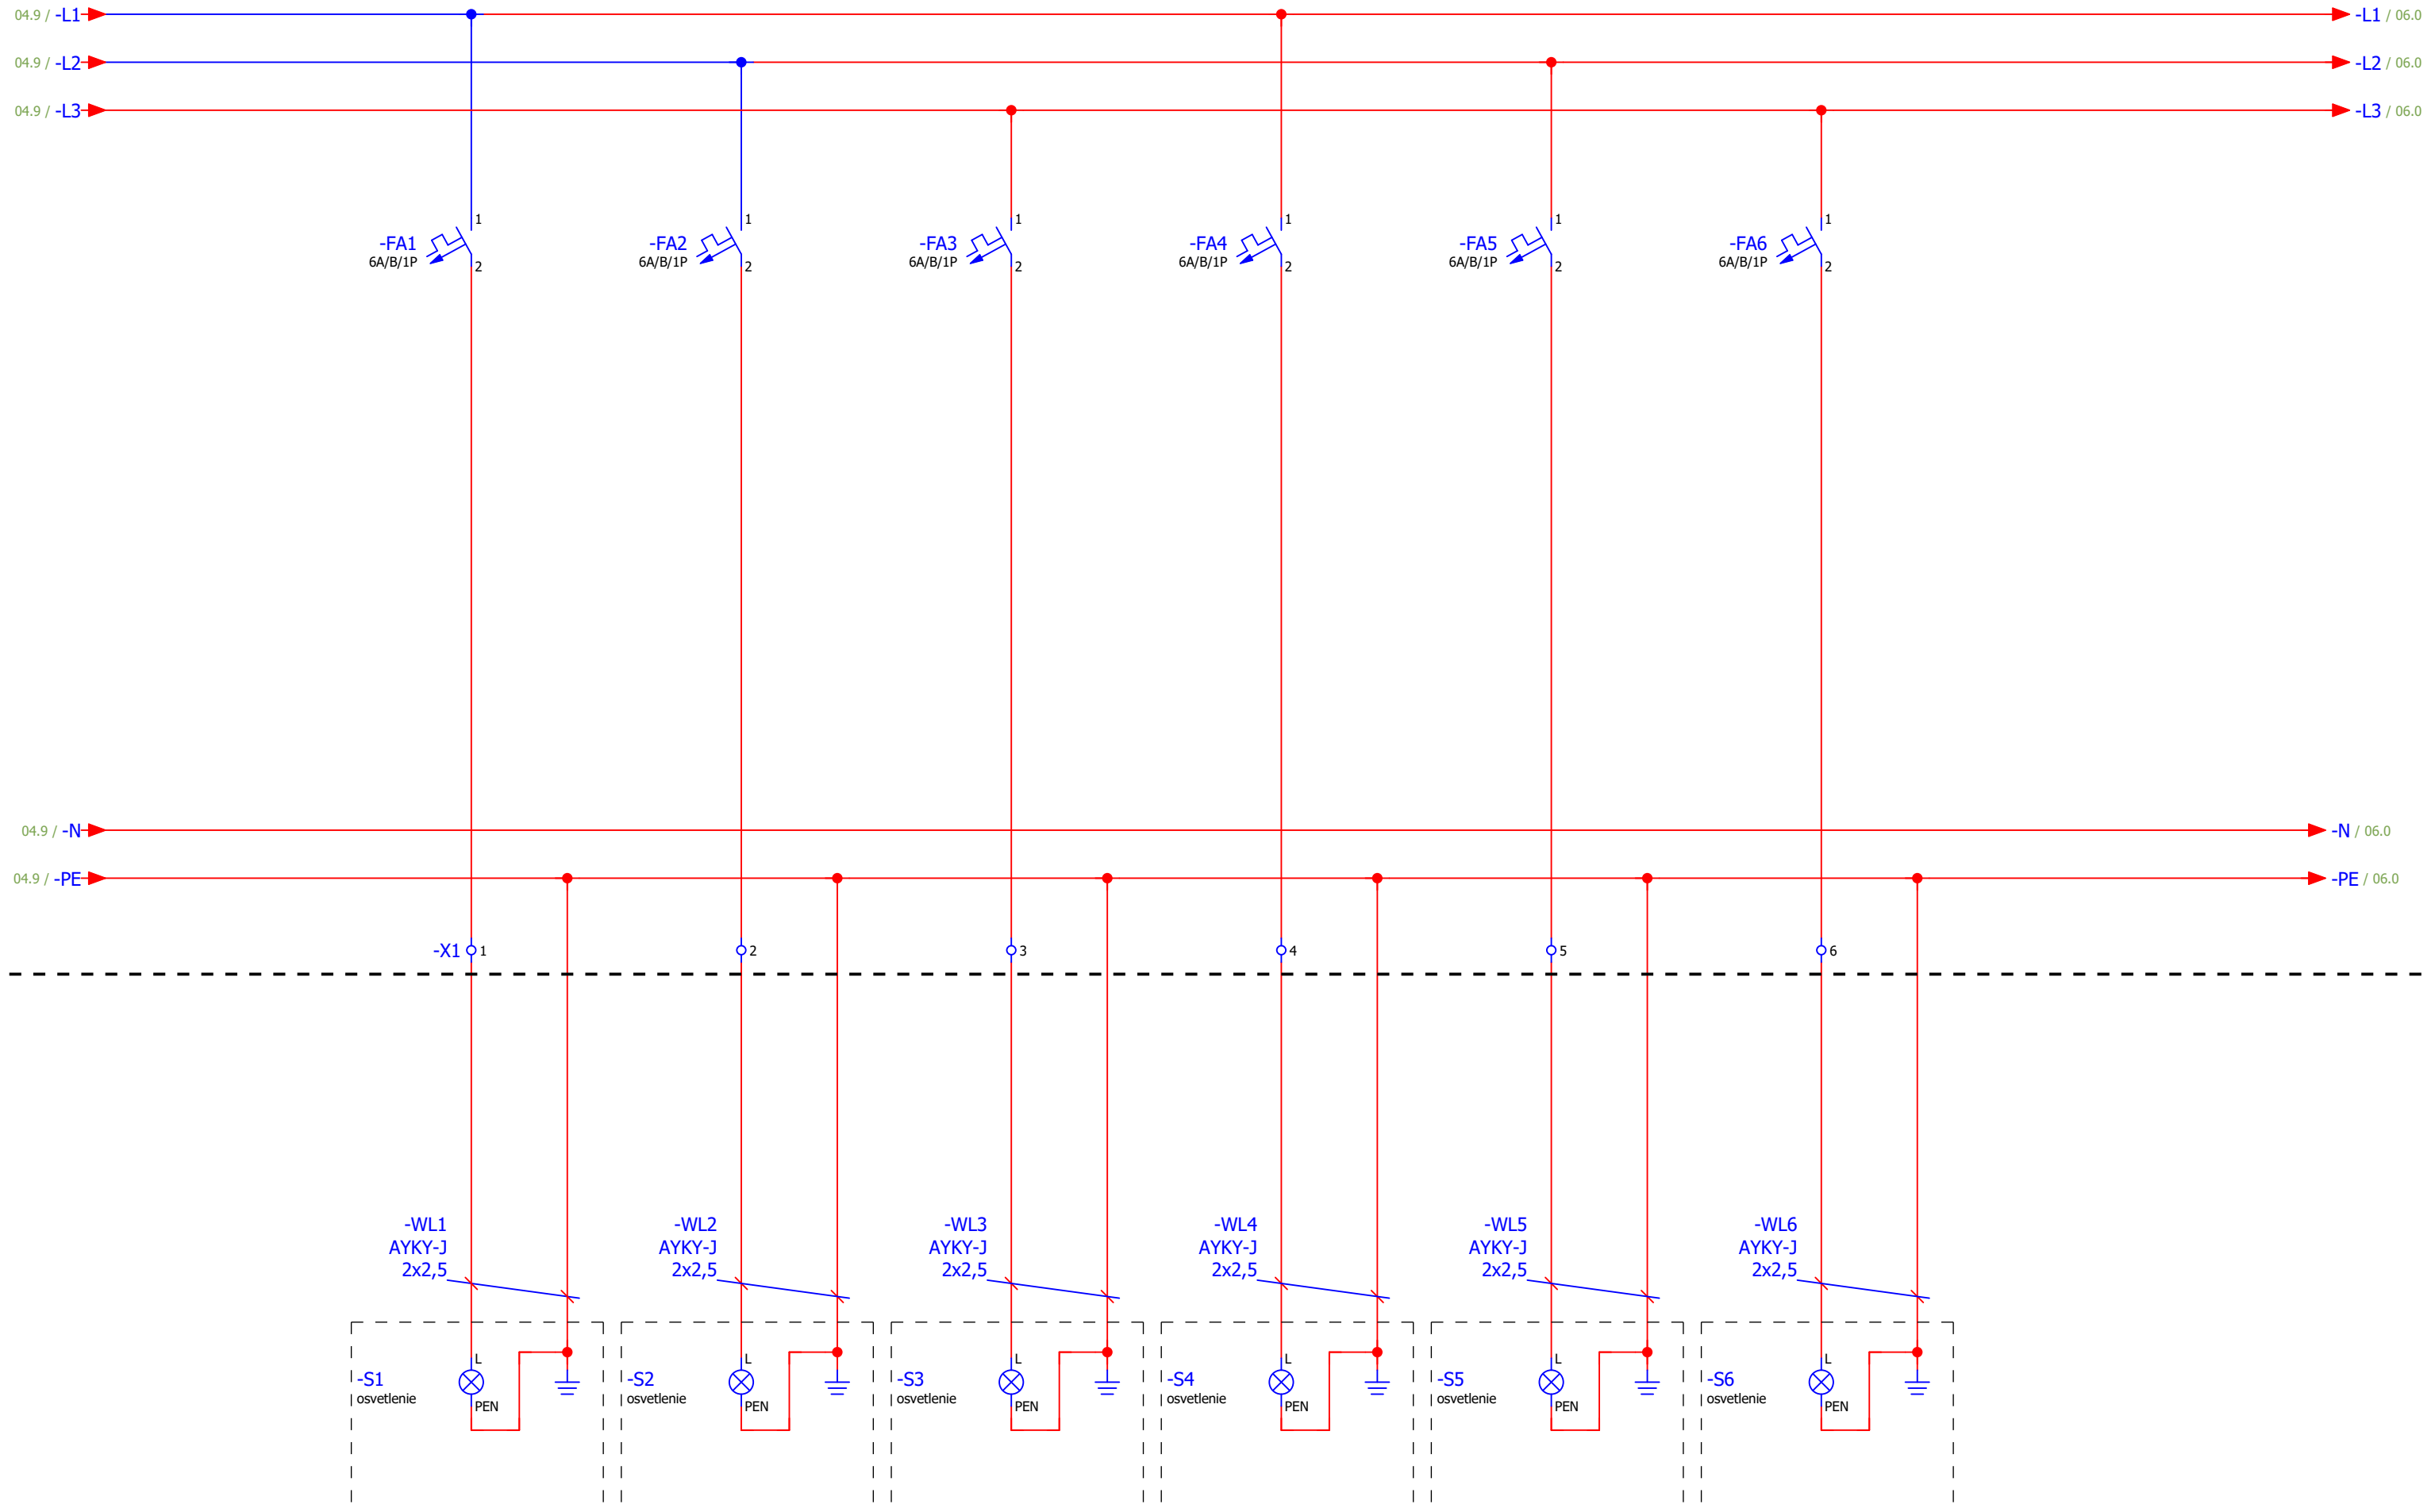 04.9 / -L1 -L1 / 06.0
04.9 / -L2 -L2 / 06.0
04.9 / -L3 -L3 / 06.0
1 1 1 1 1 1
-FA1 -FA2 -FA3 -FA4 -FA5 -FA6
6A/B/1P 6A/B/1P 6A/B/1P 6A/B/1P 6A/B/1P 6A/B/1P
2 2 2 2 2 2
04.9 / -N -N / 06.0
04.9 / -PE -PE / 06.0
-X1 1 2 3 4 5 6
-WL1 -WL2 -WL3 -WL4 -WL5 -WL6
AYKY-J AYKY-J AYKY-J AYKY-J AYKY-J AYKY-J
2x2,5 2x2,5 2x2,5 2x2,5 2x2,5 2x2,5
L L L L L L
-S1 -S2 -S3 -S4 -S5 -S6
osvetlenie osvetlenie osvetlenie osvetlenie osvetlenie osvetlenie
PEN PEN PEN PEN PEN PEN